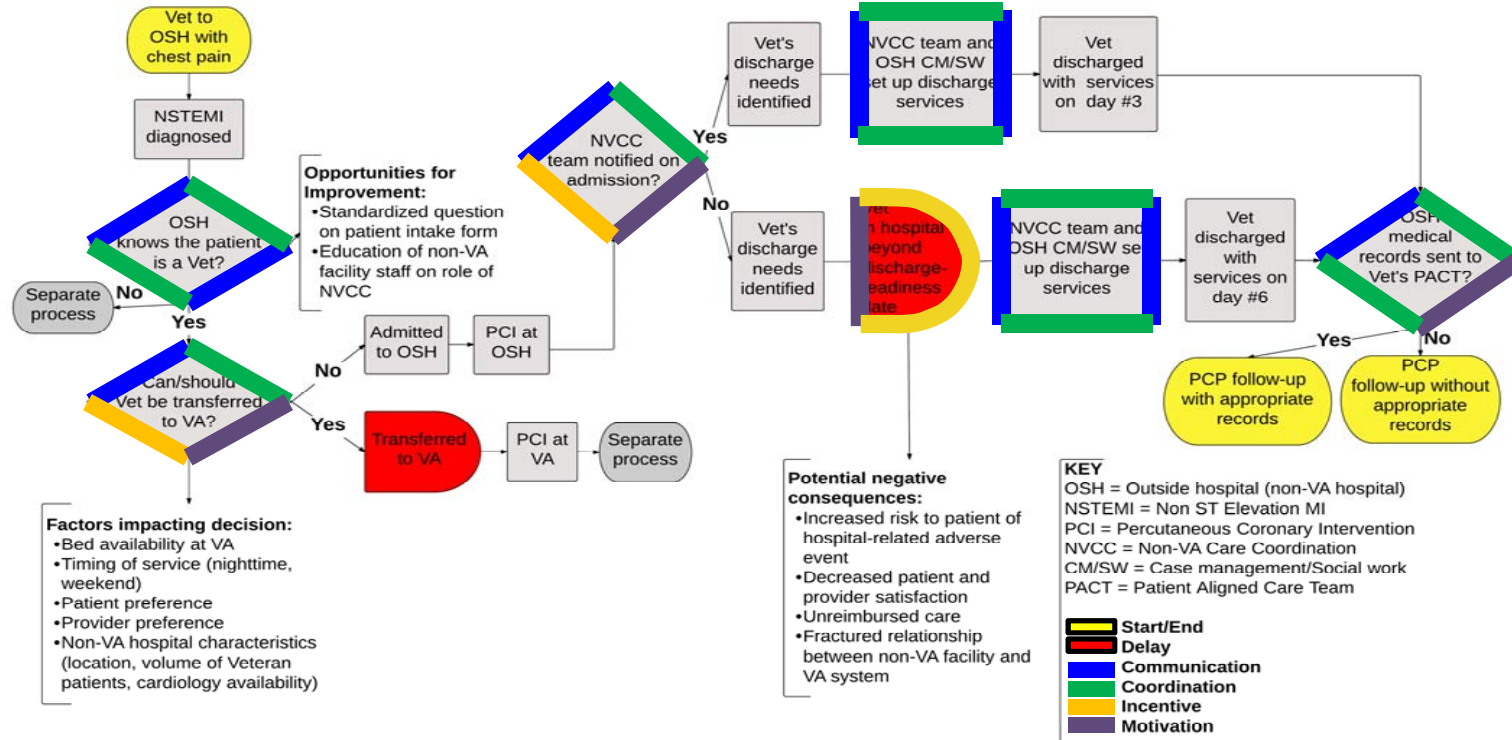 Vet to
OSH with
chest pain
NSTEMI
diagnosed
OSH
knows the patient
is a Vet?
No
Separate
process
Yes
Opportunities for
Improvement:
•Standardized question
on patient intake form
•Education of non-VA
facility staff on role of
NVCC
Can/should
Vet be transferred
to VA?
No
Admitted
to OSH
PCI at
OSH
Yes
Transferred
to VA
PCI at
VA
Separate
process
Factors impacting decision:
•Bed availability at VA
•Timing of service (nighttime,
weekend)
•Patient preference
•Provider preference
•Non-VA hospital characteristics
(location, volume of Veteran
patients, cardiology availability)
NVCC
team notified on
admission?
Yes
Vet's
discharge
needs
identified
NVCC team and
OSH CM/SW
set up discharge
services
Vet
discharged
with services
on day #3
No
Vet's
discharge
needs
identified
hospital
NVCC team and
OSH CM/SW set
up discharge
services
Vet
discharged
with
services on
day #6
OSH
medical
records sent to
Vet's PACT?
Yes
No
PCP follow-up
with appropriate
records
PCP
follow-up without
appropriate
records
Potential negative
consequences:
•Increased risk to patient of
hospital-related adverse
event
•Decreased patient and
provider satisfaction
•Unreimbursed care
•Fractured relationship
between non-VA facility and
VA system
KEY
OSH = Outside hospital (non-VA hospital)
NSTEMI = Non ST Elevation MI
PCI = Percutaneous Coronary Intervention
NVCC = Non-VA Care Coordination
CM/SW = Case management/Social work
PACT = Patient Aligned Care Team
Start/End
Delay
Communication
Coordination
Incentive
Motivation